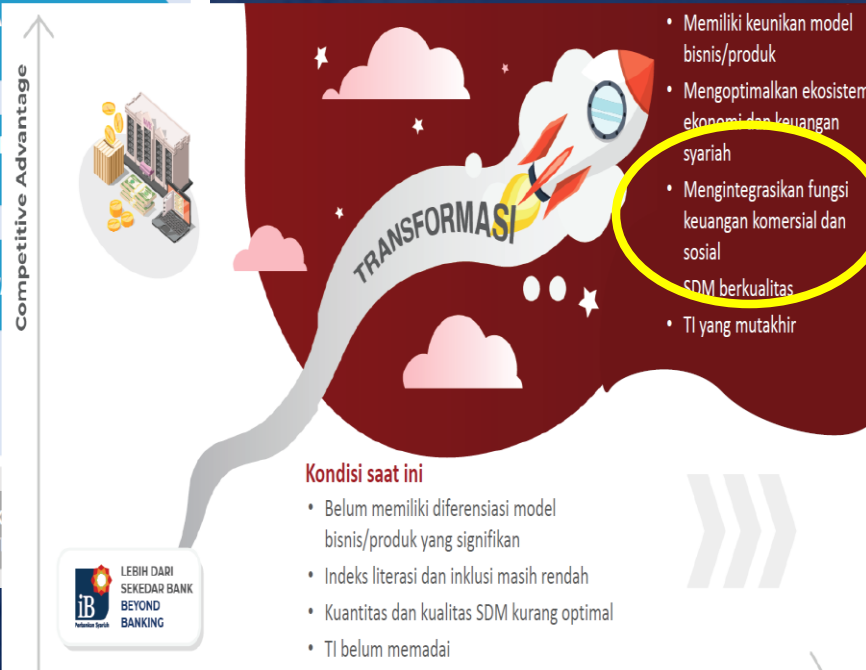 Competitive Advantage
• Memiliki keunikan model
bisnis/produk
• Mengoptimalkan ekosistem
ekonomi dan keuangan
syariah
• Mengintegrasikan fungsi
keuangan komersial dan
sosial
SDM berkualitas
• TI yang mutakhir
TRANSFORMASI
Kondisi saat ini
• Belum memiliki diferensiasi model
bisnis/produk yang signifikan
• Indeks literasi dan inklusi masih rendah
• Kuantitas dan kualitas SDM kurang optimal
• TI belum memadai
iB
Perbankan Syariah
LEBIH DARI
SEKEDAR BANK
BEYOND
BANKING